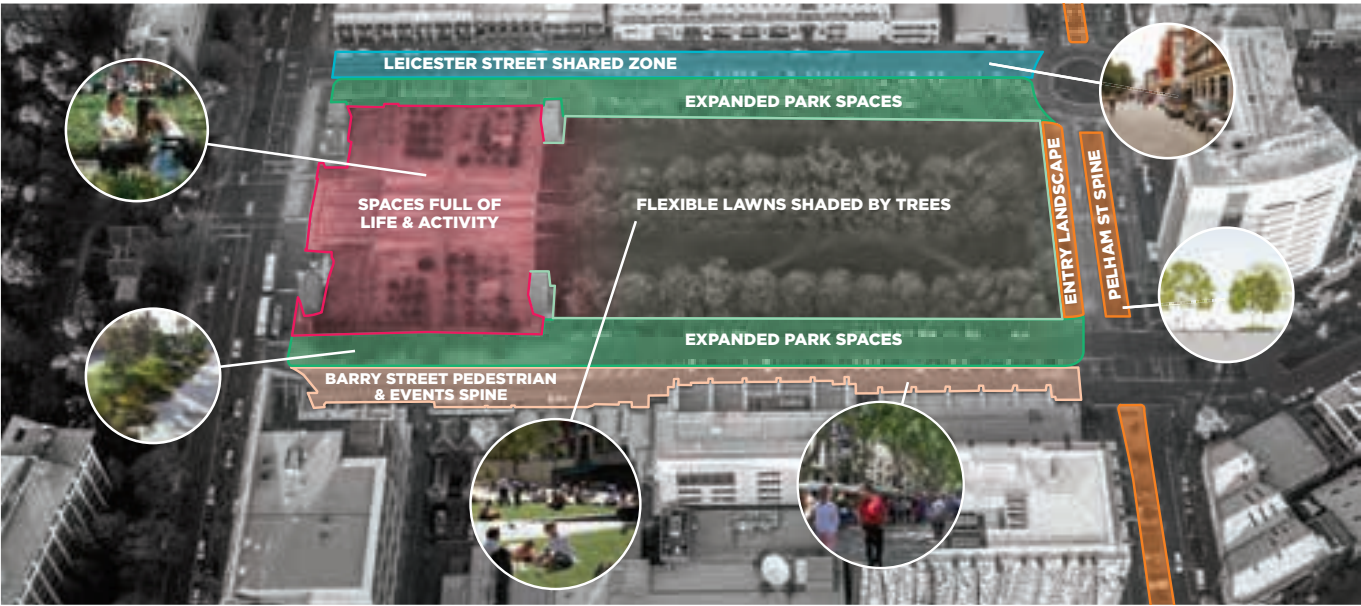 LEICESTER STREET SHARED ZONE
EXPANDED PARK SPACES
SPACES FULL OF
LIFE & ACTIVITY
FLEXIBLE LAWNS SHADED BY TREES
ENTRY LANDSCAPE
PELHAM ST SPINE
EXPANDED PARK SPACES
BARRY STREET PEDESTRIAN
& EVENTS SPINE